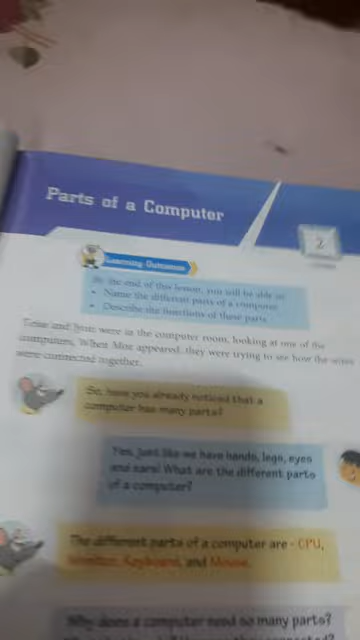 Parts of a Computer
2
Learning Outcomes
By the end of this lesson, you will be able to:
• Name the different parts of a computer
• Describe the functions of these parts
and were in the computer room, looking at one of the
computers. When appeared, they were trying to see how the wires
were connected together.
So, have you already noticed that a
computer has many parts?
Yes, just like we have hands, legs, eyes
and ears! What are the different parts
of a computer?
The different parts of a computer are - CPU,
Monitor, Keyboard, and Mouse.
Why does a computer need so many parts?